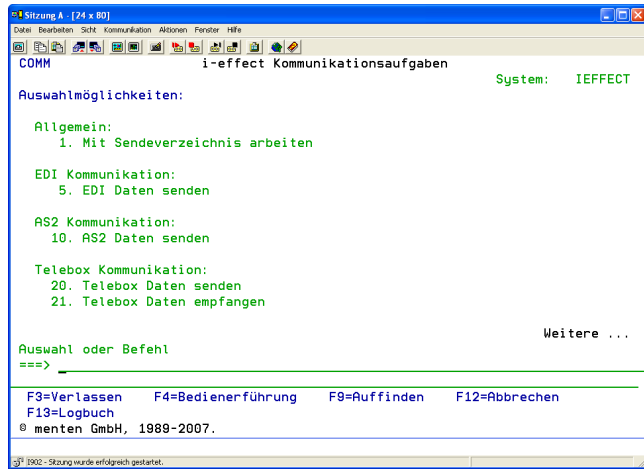 Sitzung A - [24 x 80]
Datei Bearbeiten Sicht Kommunikation Aktionen Fenster Hilfe
COMM i-effect Kommunikationsaufgaben
System: IEFFECT
Auswahlmöglichkeiten:
Allgemein:
1. Mit Sendeverzeichnis arbeiten
EDI Kommunikation:
5. EDI Daten senden
AS2 Kommunikation:
10. AS2 Daten senden
Telebox Kommunikation:
20. Telebox Daten senden
21. Telebox Daten empfangen
Weitere ...
Auswahl oder Befehl
===> _
F3=Verlassen F4=Bedienerführung F9=Auffinden F12=Abbrechen
F13=Logbuch
© menten GmbH, 1989-2007.
I902 - Sitzung wurde erfolgreich gestartet.